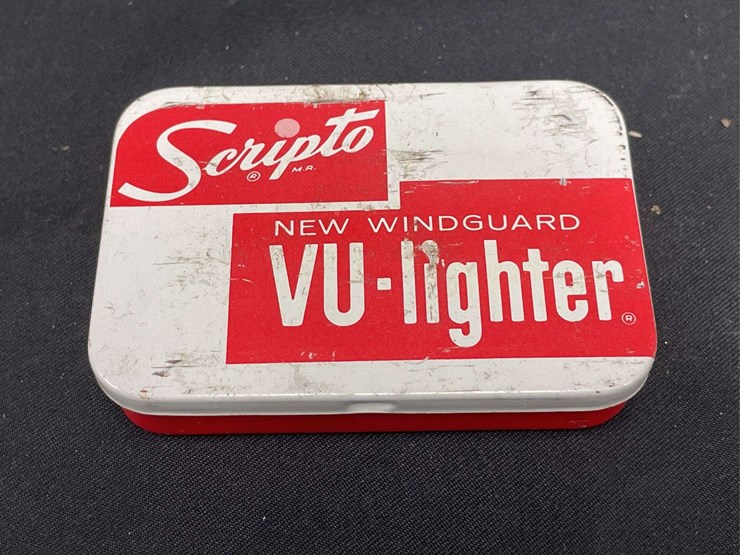 Scripto
® M.R.
NEW WINDGUARD
VU-lighter®